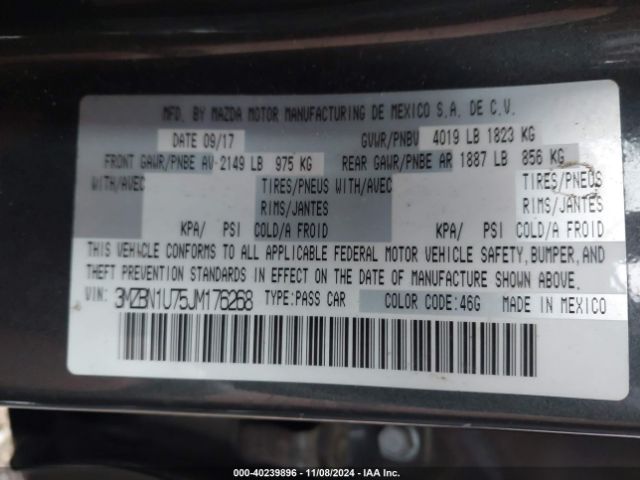 MFD. BY MAZDA MOTOR MANUFACTURING DE MEXICO S.A. DE C.V.
DATE 09/17 GVWR/PNBV 4019 LB 1823 KG
FRONT GAWR/PNBE AV 2149 LB 975 KG REAR GAWR/PNBE AR 1887 LB 856 KG
WITH/AVEC TIRES/PNEUS WITH/AVEC TIRES/PNEUS
RIMS/JANTES RIMS/JANTES
KPA/ PSI COLD/A FROID KPA/ PSI COLD/A FROID
THIS VEHICLE CONFORMS TO ALL APPLICABLE FEDERAL MOTOR VEHICLE SAFETY, BUMPER, AND
THEFT PREVENTION STANDARDS IN EFFECT ON THE DATE OF MANUFACTURE SHOWN ABOVE.
VIN: 3MZBN1U75JM176268 TYPE:PASS CAR COLOR CODE:46G MADE IN MEXICO
000-40239896 - 11/08/2024 - IAA Inc.